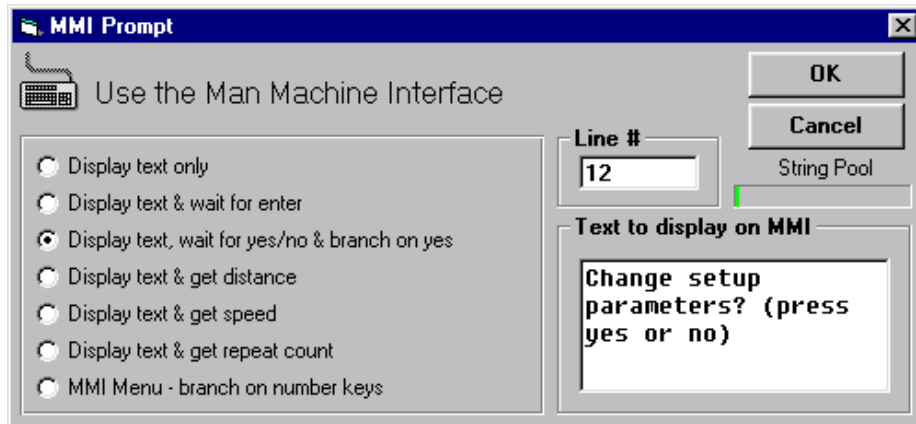 MMI Prompt
Use the Man Machine Interface
OK
Cancel
String Pool
Display text only
Display text & wait for enter
Display text, wait for yes/no & branch on yes
Display text & get distance
Display text & get speed
Display text & get repeat count
MMI Menu - branch on number keys
Line #
12
Text to display on MMI
Change setup
parameters? (press
yes or no)